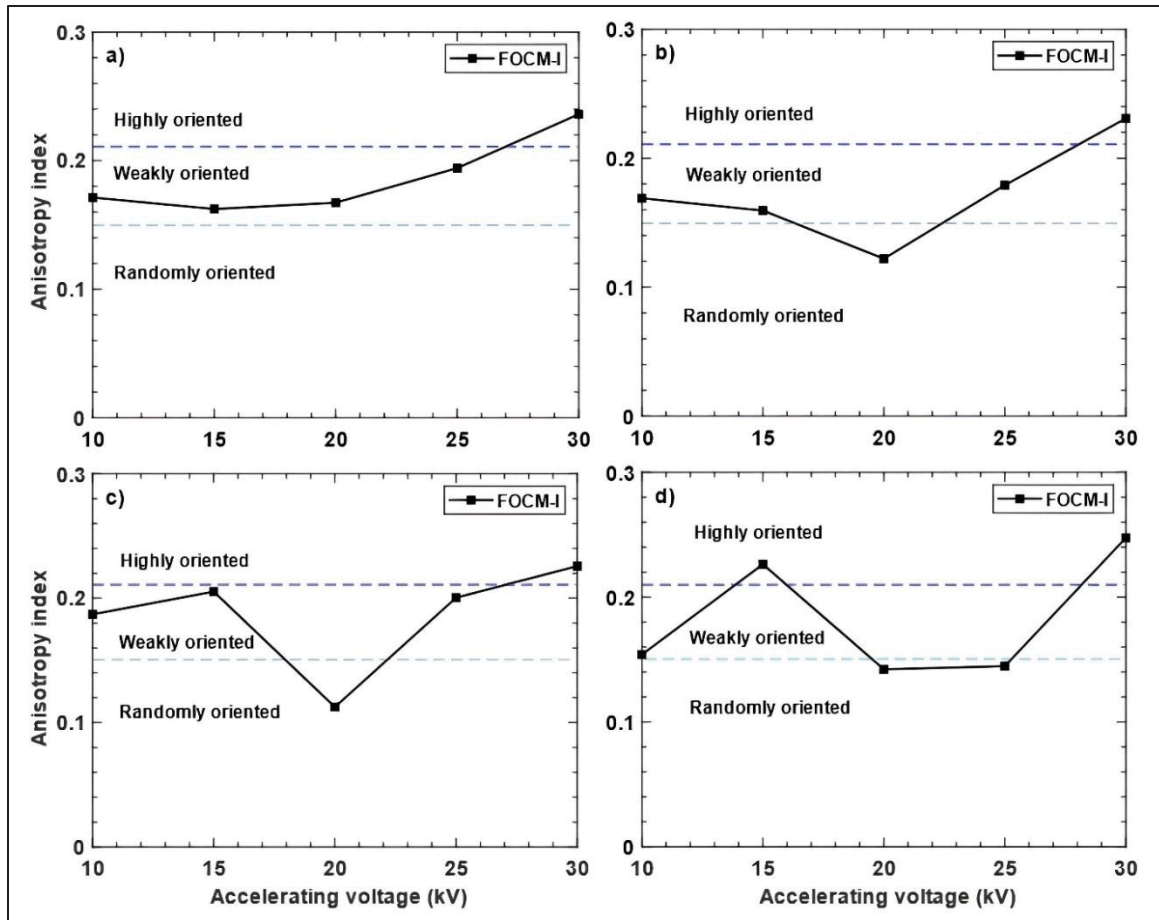 0.3
a)
FOCM-I
Highly oriented
0.2
Weakly oriented
Randomly oriented
0.1
0
10 15 20 25 30
Anisotropy index
0.3
b)
FOCM-I
Highly oriented
0.2
Weakly oriented
0.1
Randomly oriented
0
10 15 20 25 30
0.3
c)
FOCM-I
Highly oriented
0.2
Weakly oriented
Randomly oriented
0.1
0
10 15 20 25 30
Anisotropy index
Accelerating voltage (kV)
0.3
d)
FOCM-I
Highly oriented
0.2
Weakly oriented
Randomly oriented
0.1
0
10 15 20 25 30
Accelerating voltage (kV)